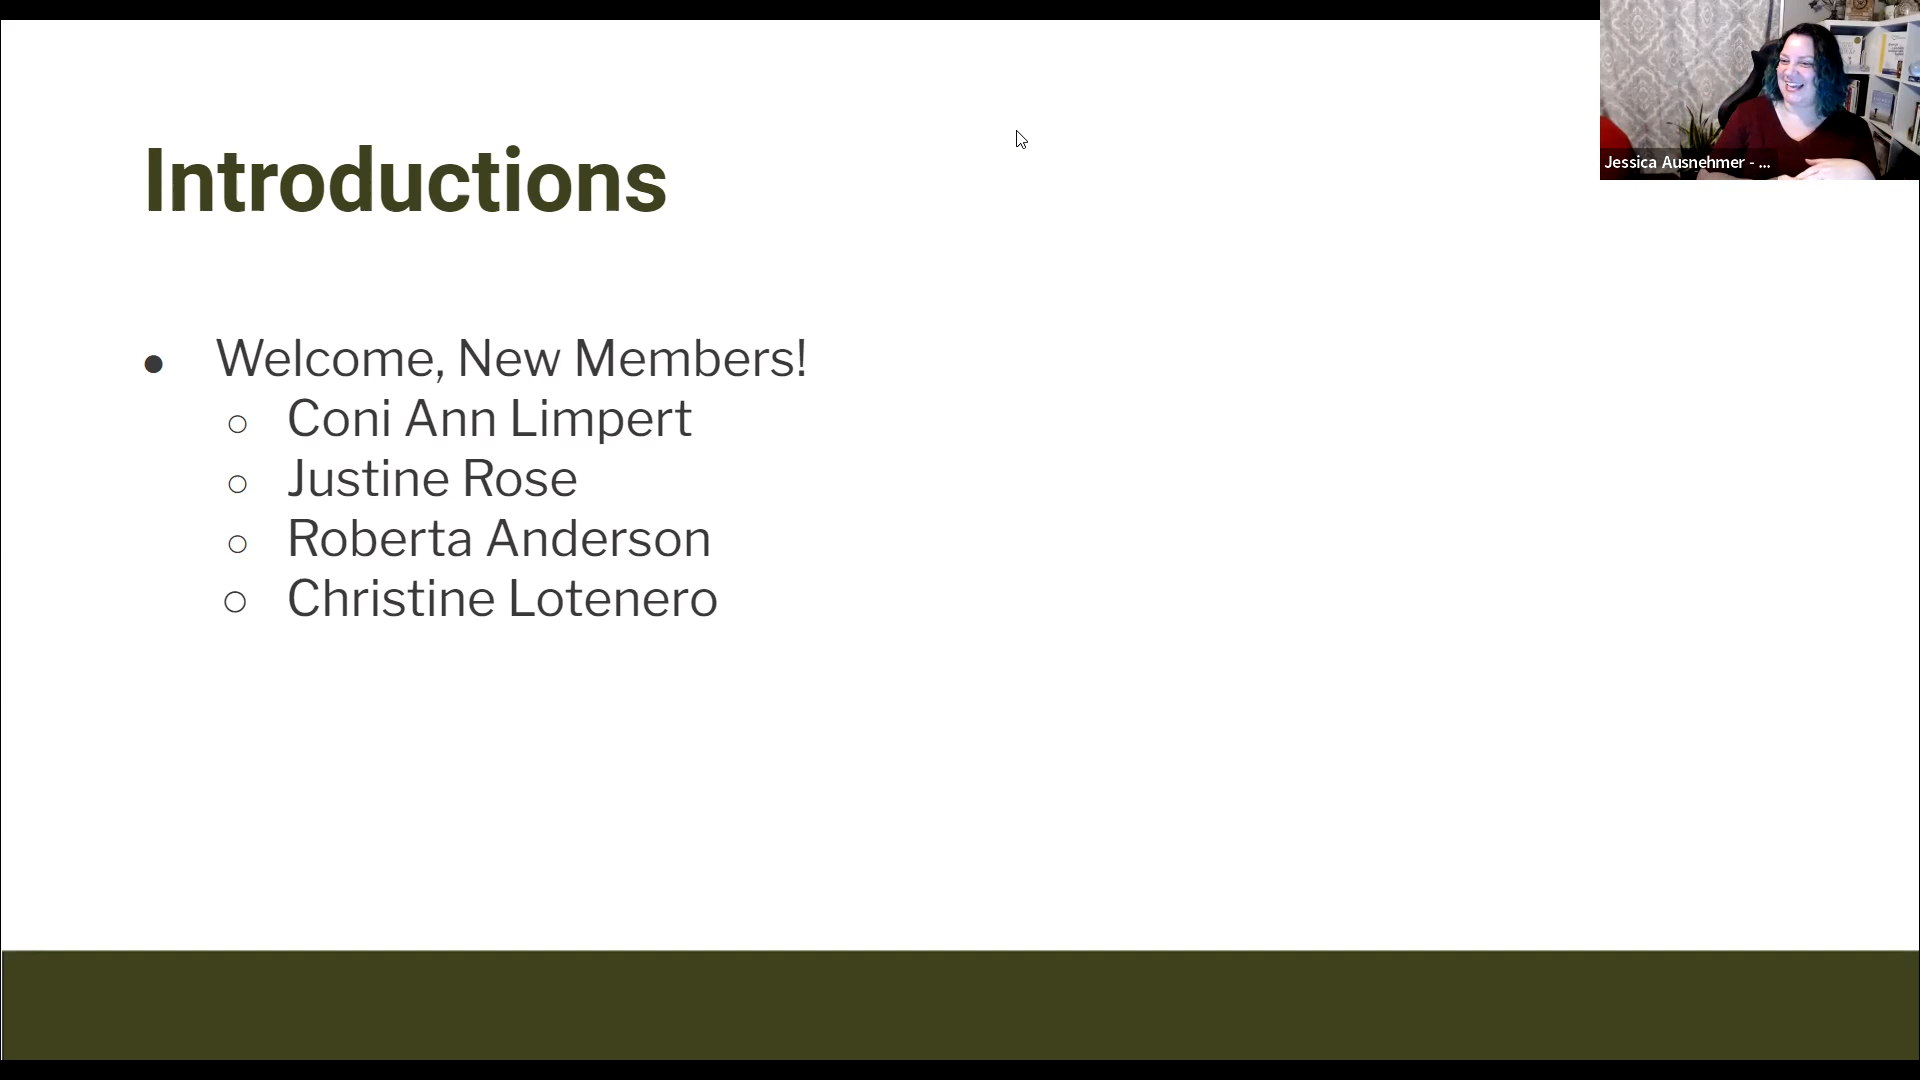 Introductions
Jessica Ausnehmer - ...
● Welcome, New Members!
○ Coni Ann Limpert
○ Justine Rose
○ Roberta Anderson
○ Christine Lotenero